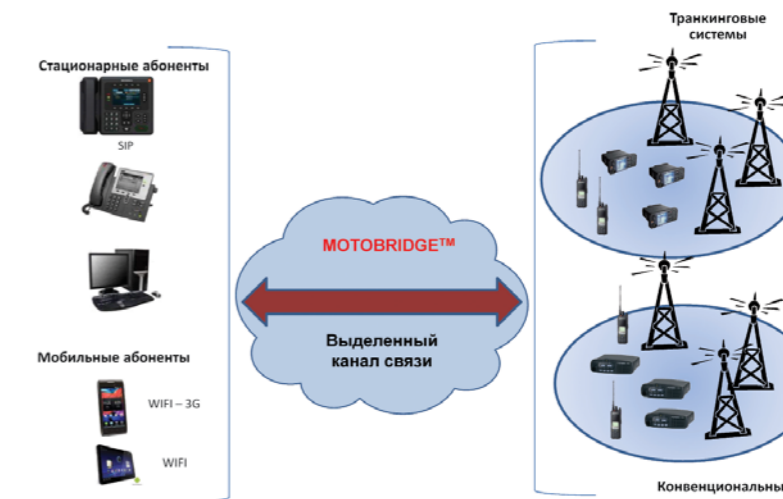 Транкинговые
системы
Стационарные абоненты
SIP
MOTOBRIDGE™
Выделенный
канал связи
Мобильные абоненты
WIFI – 3G
WIFI